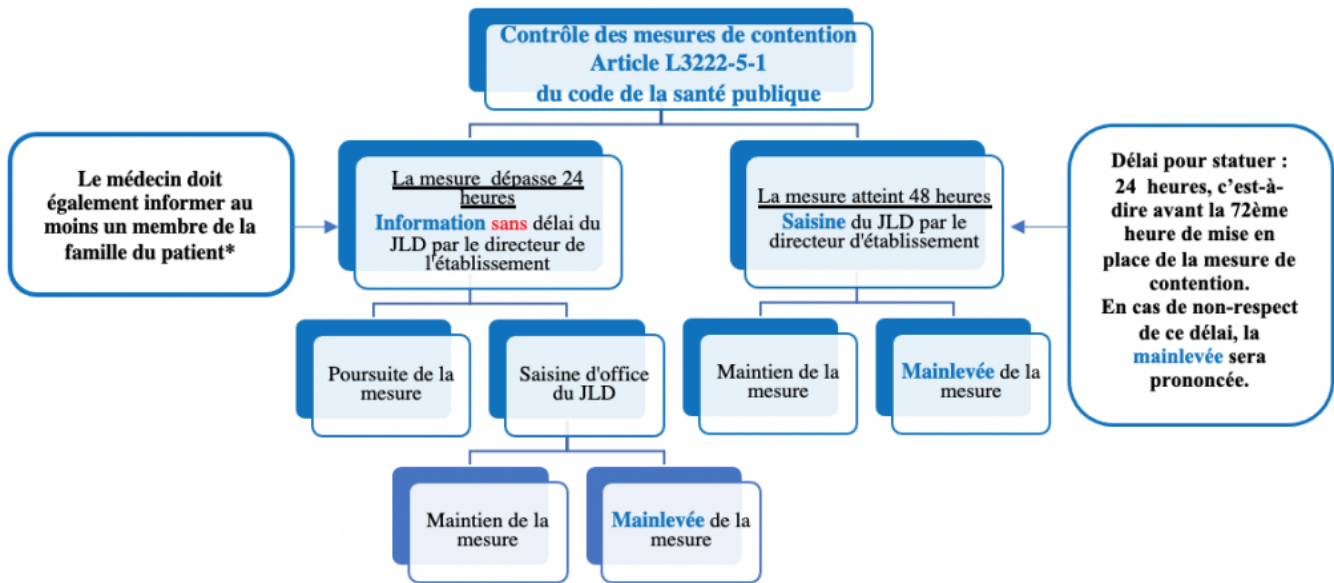 Contrôle des mesures de contention
Article L3222-5-1
du code de la santé publique
Le médecin doit
également informer au
moins un membre de la
famille du patient*
La mesure dépasse 24
heures
Information sans délai du
JLD par le directeur de
l'établissement
La mesure atteint 48 heures
Saisine du JLD par le
directeur d'établissement
Délai pour statuer :
24 heures, c'est-à-
dire avant la 72ème
heure de mise en
place de la mesure de
contention.
En cas de non-respect
de ce délai, la
mainlevée sera
prononcée.
Poursuite de la
mesure
Saisine d'office
du JLD
Maintien de la
mesure
Mainlevée de la
mesure
Maintien de la
mesure
Mainlevée de la
mesure